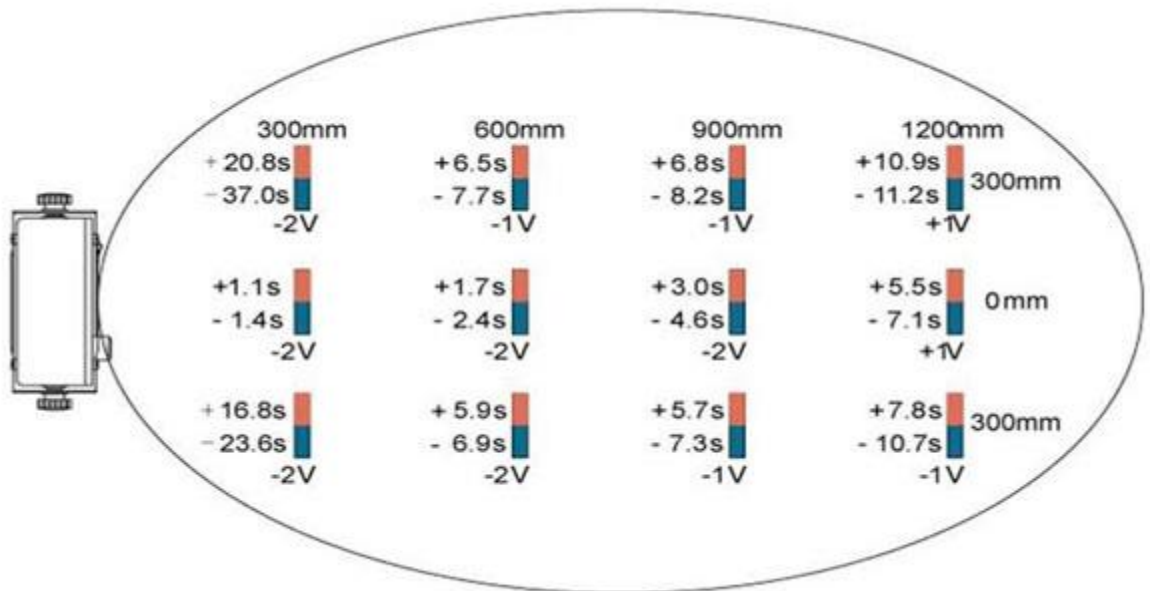 300mm 600mm 900mm 1200mm
+20.8s +6.5s +6.8s +10.9s
-37.0s - 7.7s - 8.2s - 11.2s 300mm
-2V -1V -1V +1V
+1.1s +1.7s +3.0s +5.5s 0mm
- 1.4s - 2.4s - 4.6s - 7.1s
-2V -2V -2V +1V
+16.8s +5.9s +5.7s +7.8s
-23.6s - 6.9s - 7.3s - 10.7s 300mm
-2V -2V -1V -1V